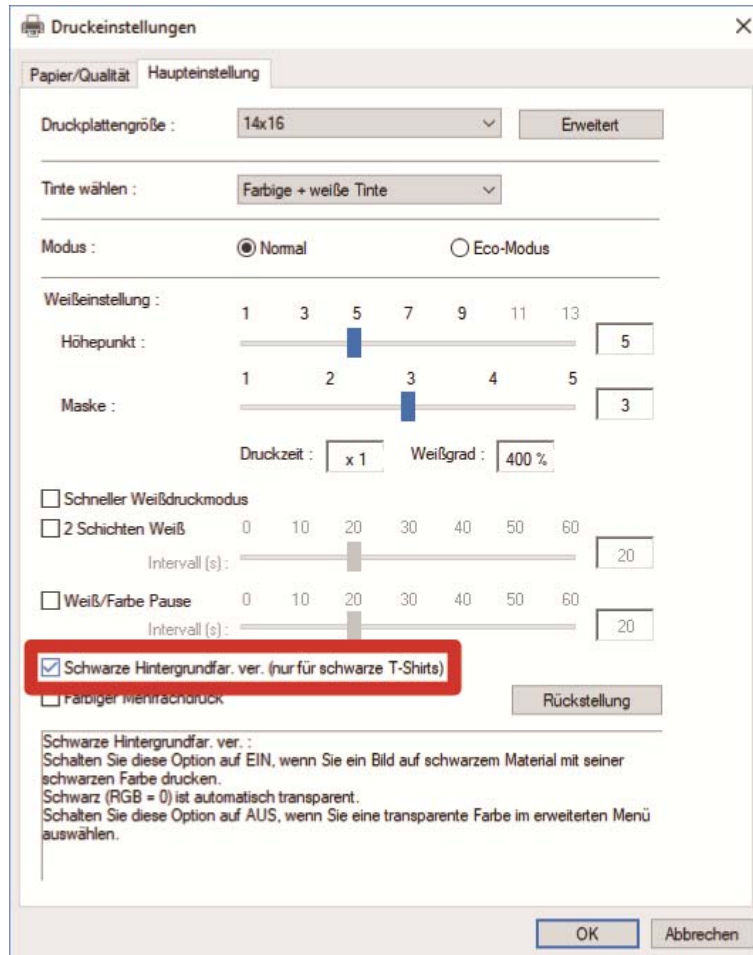 Druckeinstellungen
Papier/Qualität Haupteinstellung
Druckplattengröße : 14x16 Erweitert
Tinte wählen : Farbige + weiße Tinte
Modus : Normal Eco-Modus
Weißeinstellung :
1 3 5 7 9 11 13
Höhepunkt : 5
1 2 3 4 5
Maske : 3
Druckzeit : x 1 Weißgrad : 400 %
Schneller Weißdruckmodus
2 Schichten Weiß 0 10 20 30 40 50 60
Intervall (s) : 20
Weiß/Farbe Pause 0 10 20 30 40 50 60
Intervall (s) : 20
Schwarze Hintergrundfar. ver. (nur für schwarze T-Shirts)
Farbiger Mehrfachdruck Rückstellung
Schwarze Hintergrundfar. ver. :
Schalten Sie diese Option auf EIN, wenn Sie ein Bild auf schwarzem Material mit seiner
schwarzen Farbe drucken.
Schwarz (RGB = 0) ist automatisch transparent.
Schalten Sie diese Option auf AUS, wenn Sie eine transparente Farbe im erweiterten Menü
auswählen.
OK Abbrechen